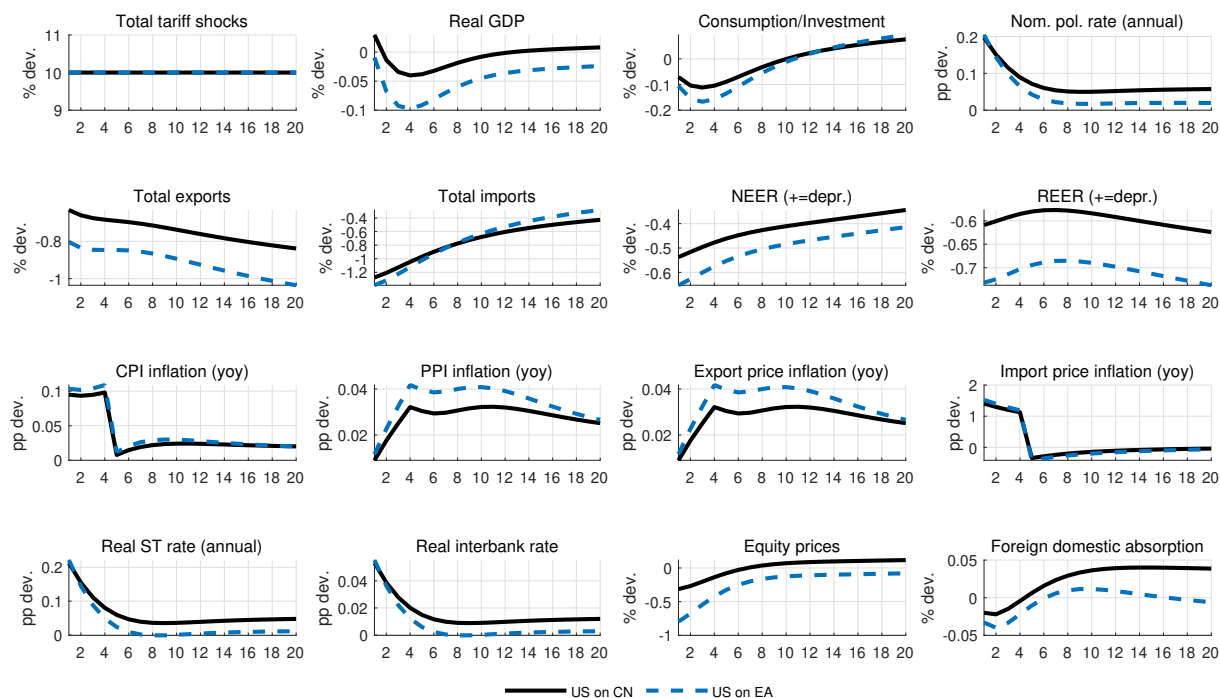 Total tariff shocks
% dev.
11
10
9
2 4 6 8 10 12 14 16 18 20
Real GDP
% dev.
0
-0.05
-0.1
2 4 6 8 10 12 14 16 18 20
Consumption/Investment
% dev.
0
-0.1
-0.2
2 4 6 8 10 12 14 16 18 20
Nom. pol. rate (annual)
pp dev.
0.2
0.1
0
2 4 6 8 10 12 14 16 18 20
Total exports
% dev.
-0.8
-1
2 4 6 8 10 12 14 16 18 20
Total imports
% dev.
-0.4
-0.6
-0.8
-1
-1.2
2 4 6 8 10 12 14 16 18 20
NEER (+=depr.)
% dev.
-0.4
-0.5
-0.6
2 4 6 8 10 12 14 16 18 20
REER (+=depr.)
% dev.
-0.6
-0.65
-0.7
2 4 6 8 10 12 14 16 18 20
CPI inflation (yoy)
pp dev.
0.1
0.05
0
2 4 6 8 10 12 14 16 18 20
PPI inflation (yoy)
pp dev.
0.04
0.02
2 4 6 8 10 12 14 16 18 20
Export price inflation (yoy)
pp dev.
0.04
0.02
2 4 6 8 10 12 14 16 18 20
Import price inflation (yoy)
pp dev.
2
1
0
2 4 6 8 10 12 14 16 18 20
Real ST rate (annual)
pp dev.
0.2
0.1
0
2 4 6 8 10 12 14 16 18 20
Real interbank rate
pp dev.
0.04
0.02
0
2 4 6 8 10 12 14 16 18 20
Equity prices
% dev.
0
-0.5
-1
2 4 6 8 10 12 14 16 18 20
Foreign domestic absorption
% dev.
0.05
0
-0.05
2 4 6 8 10 12 14 16 18 20
US on CN US on EA